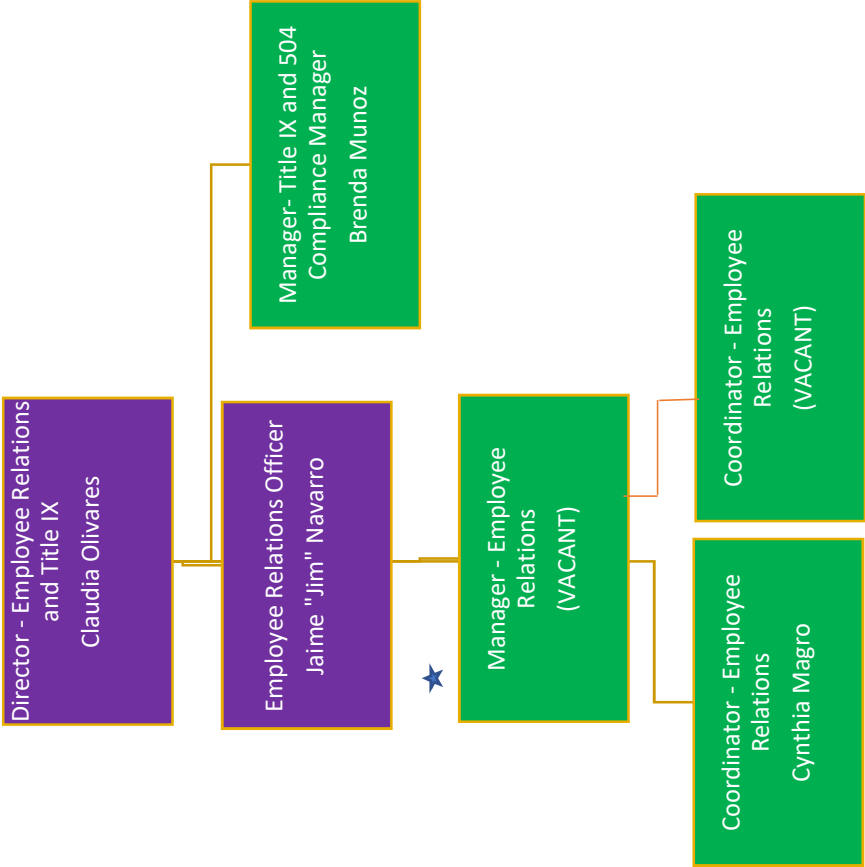 Director - Employee Relations
and Title IX
Claudia Olivares
Manager- Title IX and 504
Compliance Manager
Brenda Munoz
Employee Relations Officer
Jaime "Jim" Navarro
Manager - Employee
Relations
(VACANT)
Coordinator - Employee
Relations
Cynthia Magro
Coordinator - Employee
Relations
(VACANT)